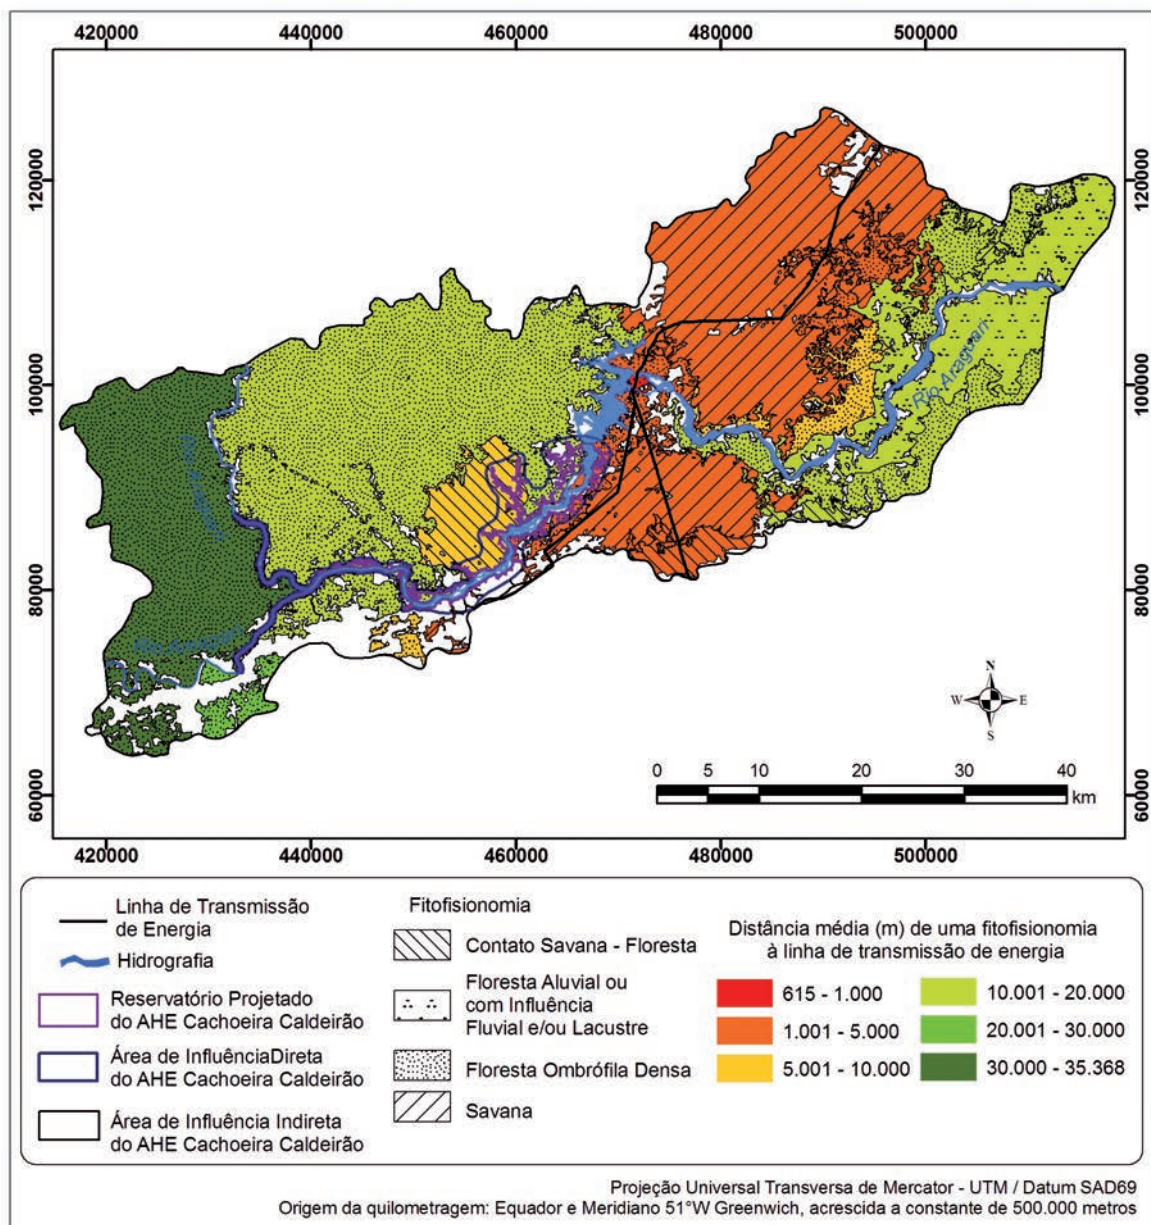 420000 440000 460000 480000 500000
120000 120000
100000 100000
80000 80000
60000 60000
Rio Araguari
Rio Araguari
Rio Araguari
N
W E
S
0 5 10 20 30 40
km
420000 440000 460000 480000 500000
Linha de Transmissão
de Energia
Hidrografia
Reservatório Projetado
do AHE Cachoeira Caldeirão
Área de InfluênciaDireta
do AHE Cachoeira Caldeirão
Área de Influência Indireta
do AHE Cachoeira Caldeirão
Fitofisionomia
Contato Savana - Floresta
Floresta Aluvial ou
com Influência
Fluvial e/ou Lacustre
Floresta Ombrófila Densa
Savana
Distância média (m) de uma fitofisionomia
à linha de transmissão de energia
615 - 1.000
1.001 - 5.000
5.001 - 10.000
10.001 - 20.000
20.001 - 30.000
30.000 - 35.368
Projeção Universal Transversa de Mercator - UTM / Datum SAD69
Origem da quilometragem: Equador e Meridiano 51°W Greenwich, acrescida a constante de 500.000 metros